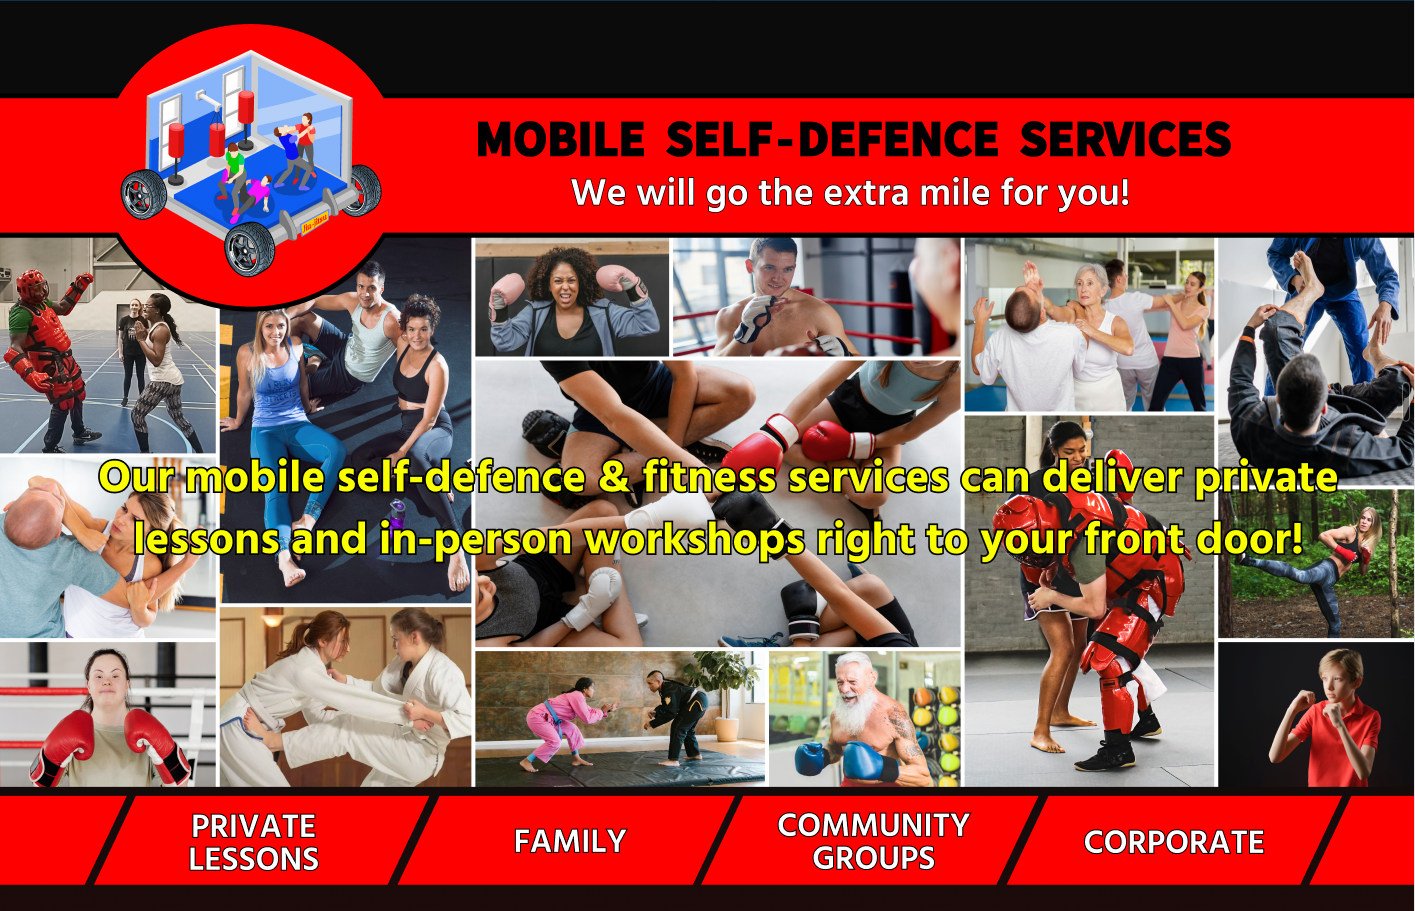 MOBILE SELF-DEFENCE SERVICES
We will go the extra mile for you!
Our mobile self-defence & fitness services can deliver private
lessons and in-person workshops right to your front door!
PRIVATE
LESSONS
FAMILY
COMMUNITY
GROUPS
CORPORATE